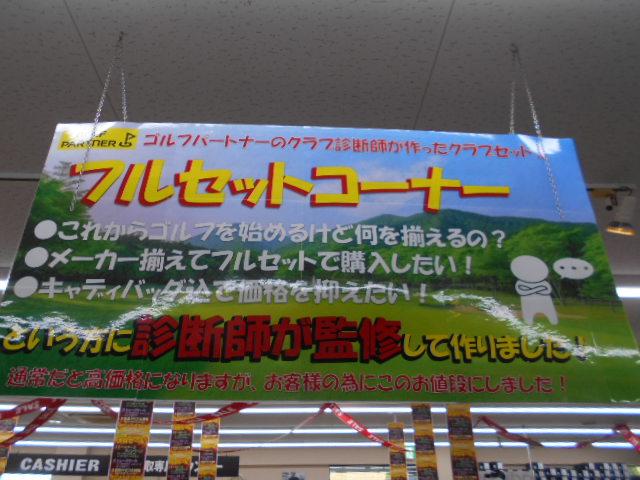 GOLF
PARTNER
ゴルフパートナーのクラブ診断師が作ったクラブセット
フルセットコーナー
●これからゴルフを始めるけど何を揃えるの？
●メーカー揃えてフルセットで購入したい！
●キャディバッグ込で価格を抑えたい！
という方に診断師が監修して作りました！
通常だと高価格になりますが、お客様の為にこのお値段にしました！
CASHIER